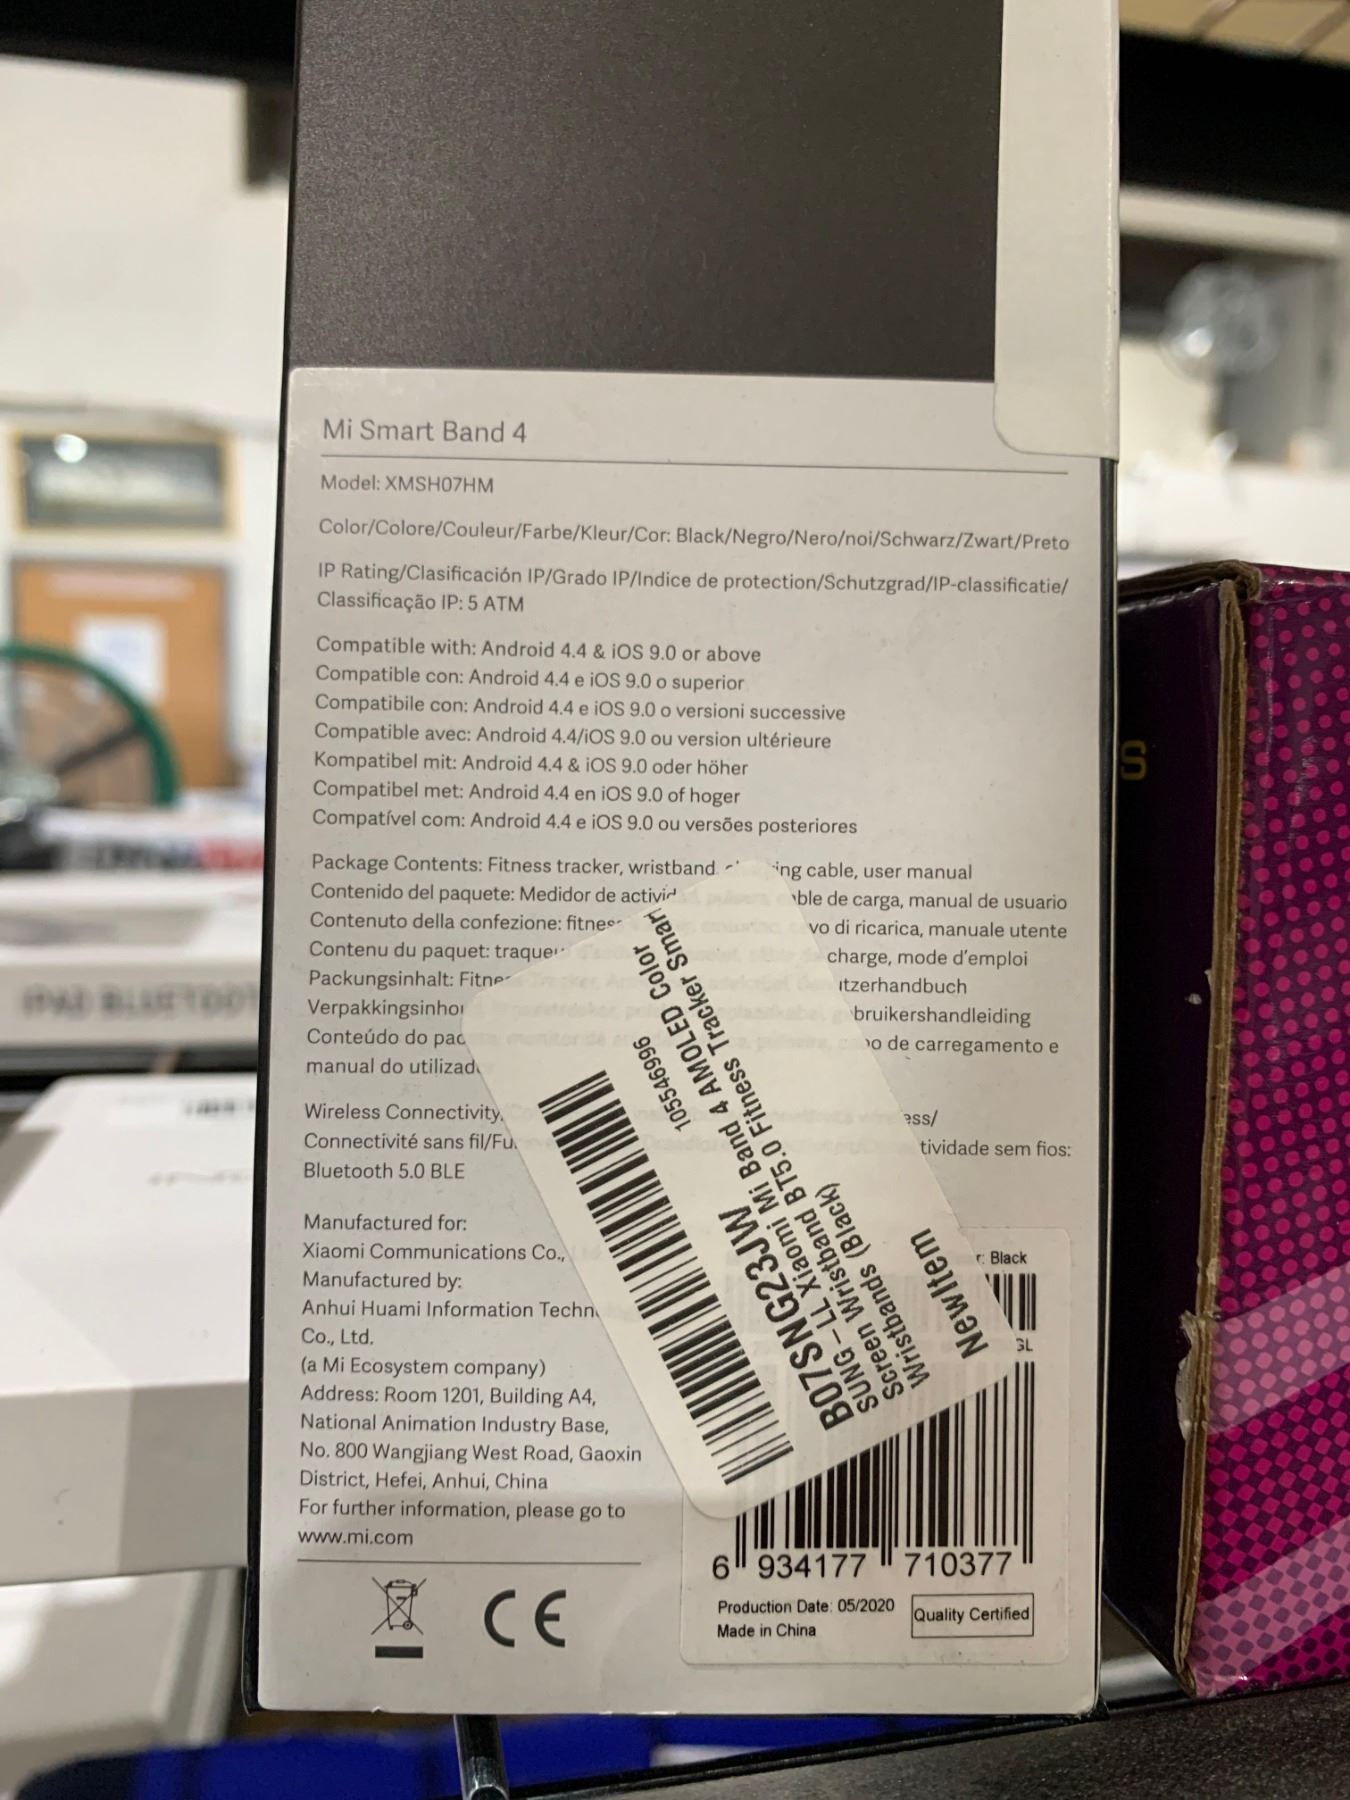 Mi Smart Band 4
Model: XMSH07HM
Color/Colore/Couleur/Farbe/Kleur/Cor: Black/Negro/Nero/noi/Schwarz/Zwart/Preto
IP Rating/Clasificación IP/Grado IP/Indice de protection/Schutzgrad/IP-classificatie/
Classificação IP: 5 ATM
Compatible with: Android 4.4 & iOS 9.0 or above
Compatible con: Android 4.4 e iOS 9.0 o superior
Compatibile con: Android 4.4 e iOS 9.0 o versioni successive
Compatible avec: Android 4.4/iOS 9.0 ou version ultérieure
Kompatibel mit: Android 4.4 & iOS 9.0 oder höher
Compatibel met: Android 4.4 en iOS 9.0 of hoger
Compatível com: Android 4.4 e iOS 9.0 ou versões posteriores
Package Contents: Fitness tracker, wristband, ing cable, user manual
Contenido del paquete: Medidor de activid ble de carga, manual de usuario
Contenuto della confezione: fitnes vo di ricarica, manuale utente
Contenu du paquet: traqueu charge, mode d'emploi
Packungsinhalt: Fitne tzerhandbuch
Verpakkingsinhou bruikershandleiding
Conteúdo do pac o de carregamento e
manual do utilizad
Wireless Connectivity/ ess/
Connectivité sans fil/Fu tividade sem fios:
Bluetooth 5.0 BLE
Manufactured for:
Xiaomi Communications Co.,
Manufactured by:
Anhui Huami Information Techn
Co., Ltd.
(a Mi Ecosystem company)
Address: Room 1201, Building A4,
National Animation Industry Base,
No. 800 Wangjiang West Road, Gaoxin
District, Hefei, Anhui, China
For further information, please go to
www.mi.com
CE
105546996
B07SNG23JW
SUNG-LL Xiaomi Mi Band 4 AMOLED Color
Screen Wristband BT5.0 Fitness Tracker Smart
Wristbands (Black)
NewItem
r: Black
GL
6 934177 710377
Production Date: 05/2020
Made in China
Quality Certified
S
IPAD BLUETOOT